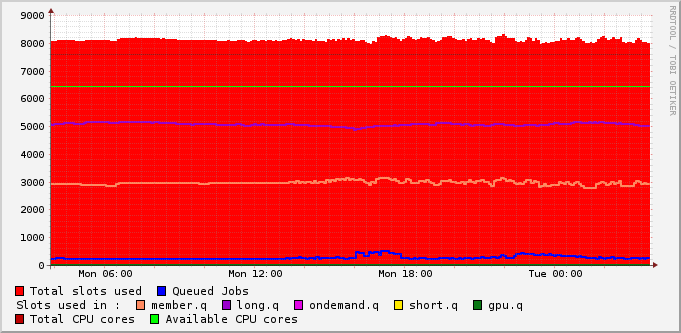 9000
8000
7000
6000
5000
4000
3000
2000
1000
0
Mon 06:00 Mon 12:00 Mon 18:00 Tue 00:00
RRDTOOL / TOBI OETIKER
Total slots used Queued Jobs
Slots used in : member.q long.q ondemand.q short.q gpu.q
Total CPU cores Available CPU cores